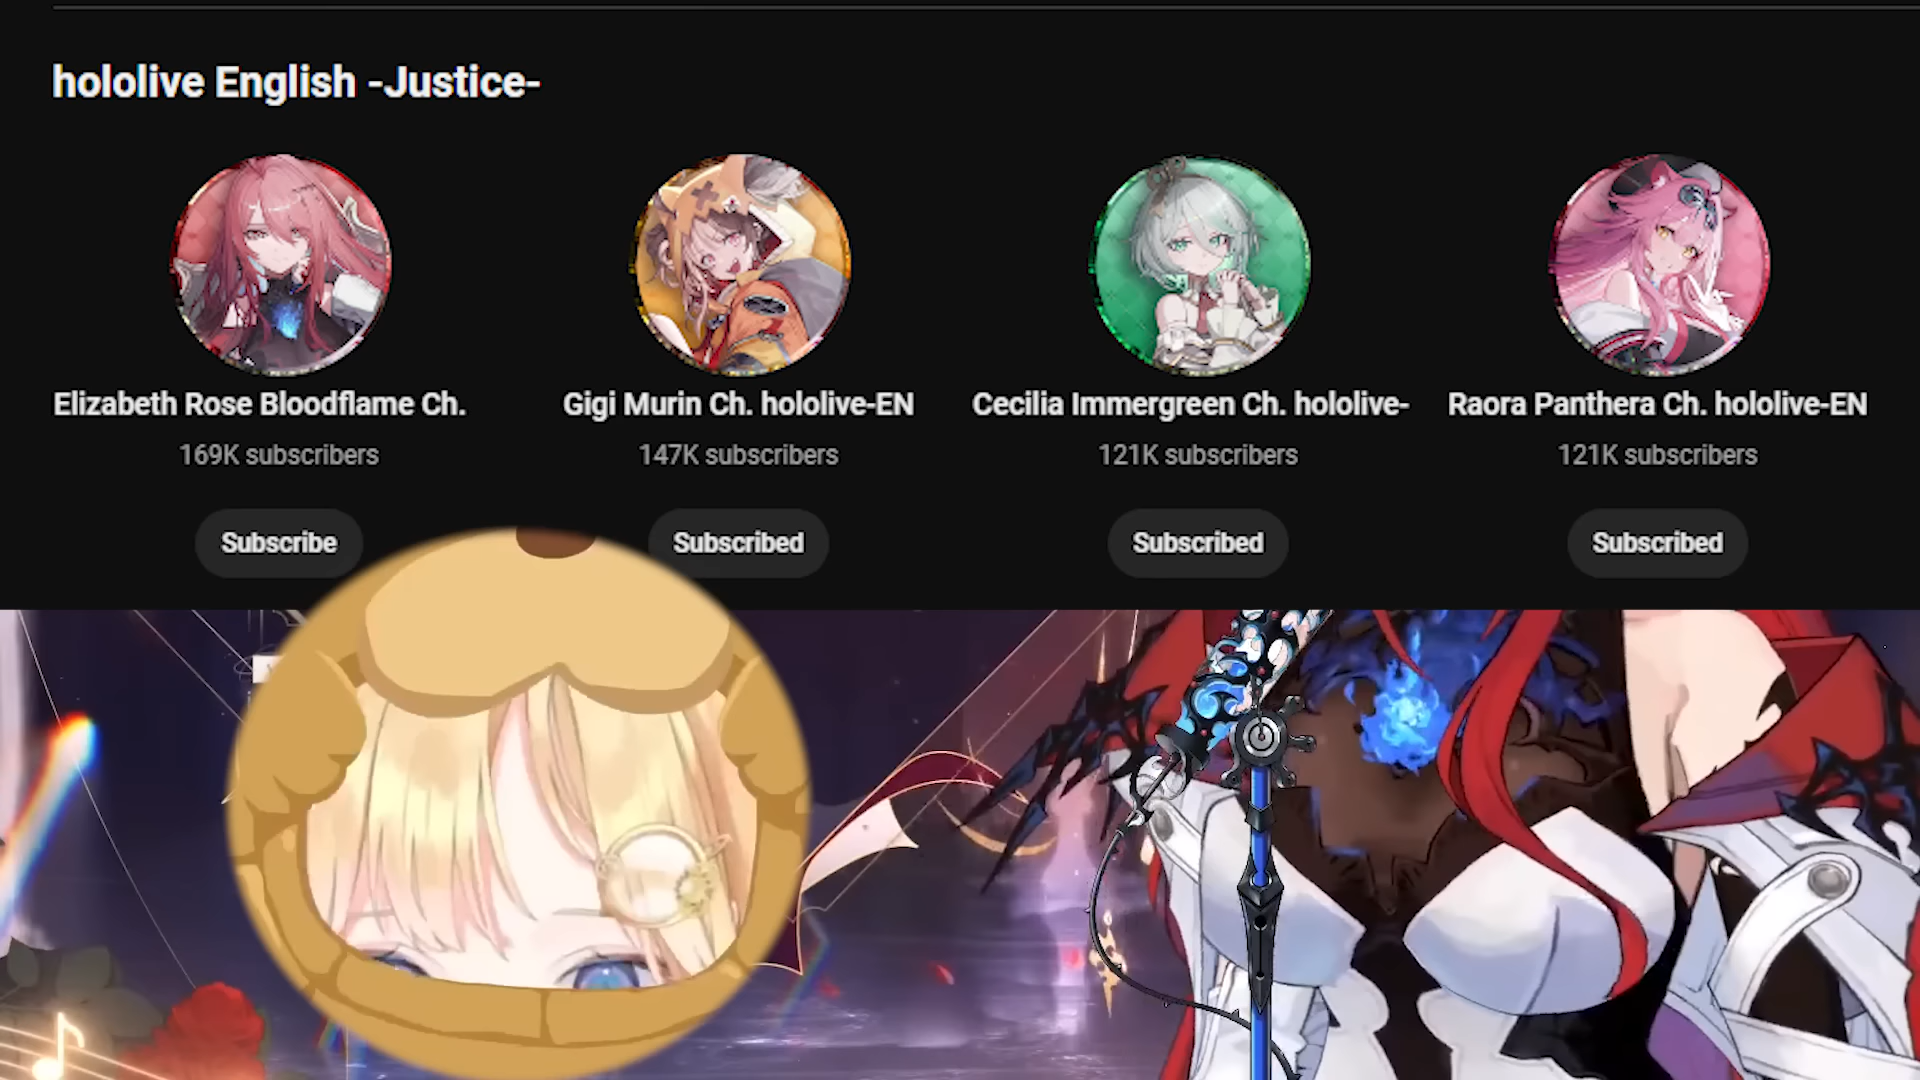 hololive English -Justice-
Elizabeth Rose Bloodflame Ch.
Gigi Murin Ch. hololive-EN
Cecilia Immergreen Ch. hololive-
Raora Panthera Ch. hololive-EN
169K subscribers
147K subscribers
121K subscribers
121K subscribers
Subscribe
Subscribed
Subscribed
Subscribed